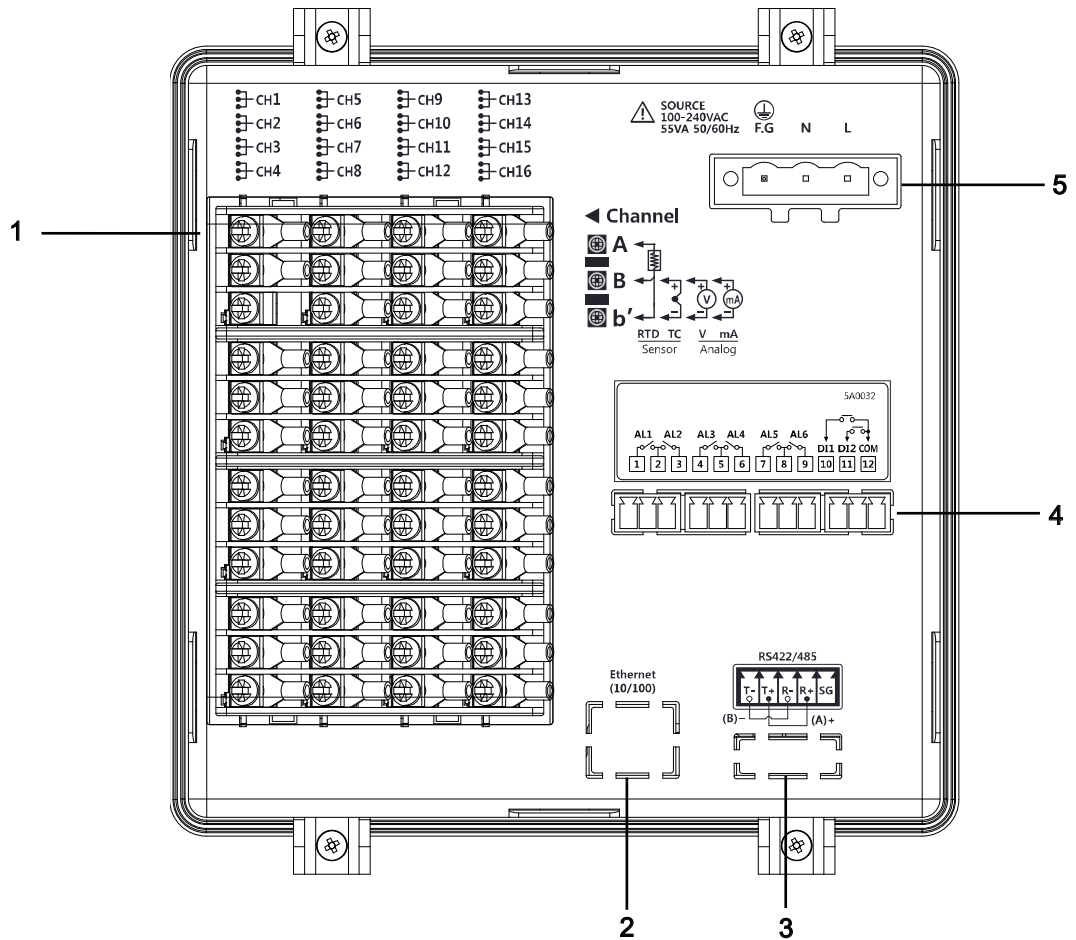 CH1 CH5 CH9 CH13
CH2 CH6 CH10 CH14
CH3 CH7 CH11 CH15
CH4 CH8 CH12 CH16
SOURCE
100-240VAC
55VA 50/60Hz
F.G N L
5
1
◀ Channel
A
B
b′
+ + +
V mA
- - -
RTD TC V mA
Sensor Analog
5A0032
AL1 AL2 AL3 AL4 AL5 AL6 DI1 DI2 COM
1 2 3 4 5 6 7 8 9 10 11 12
4
Ethernet
(10/100)
RS422/485
T- T+ R- R+ SG
(B)- (A)+
2
3